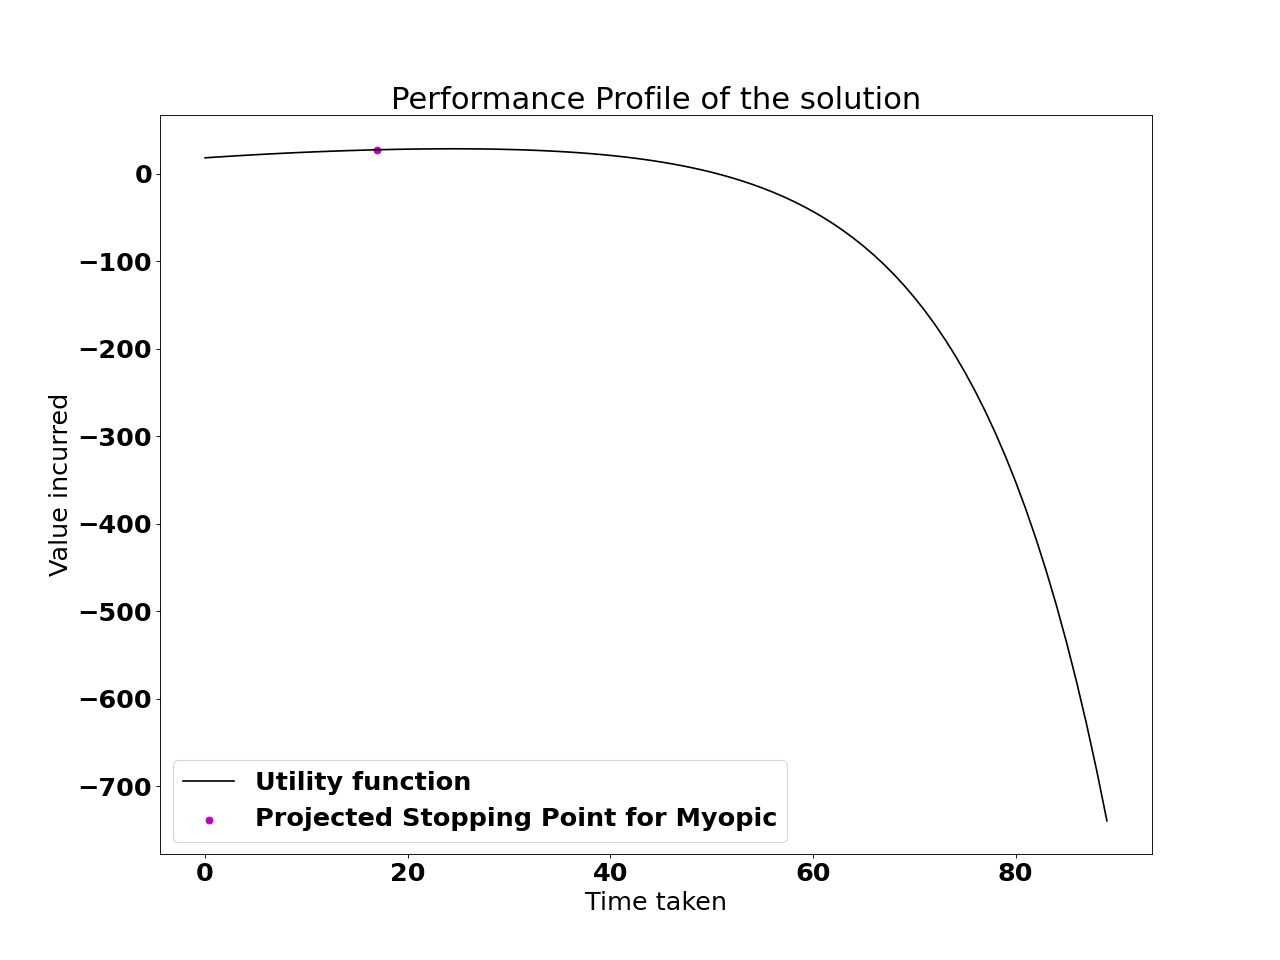 Performance Profile of the solution
Value incurred
0
−100
−200
−300
−400
−500
−600
−700
Utility function
Projected Stopping Point for Myopic
0 20 40 60 80
Time taken